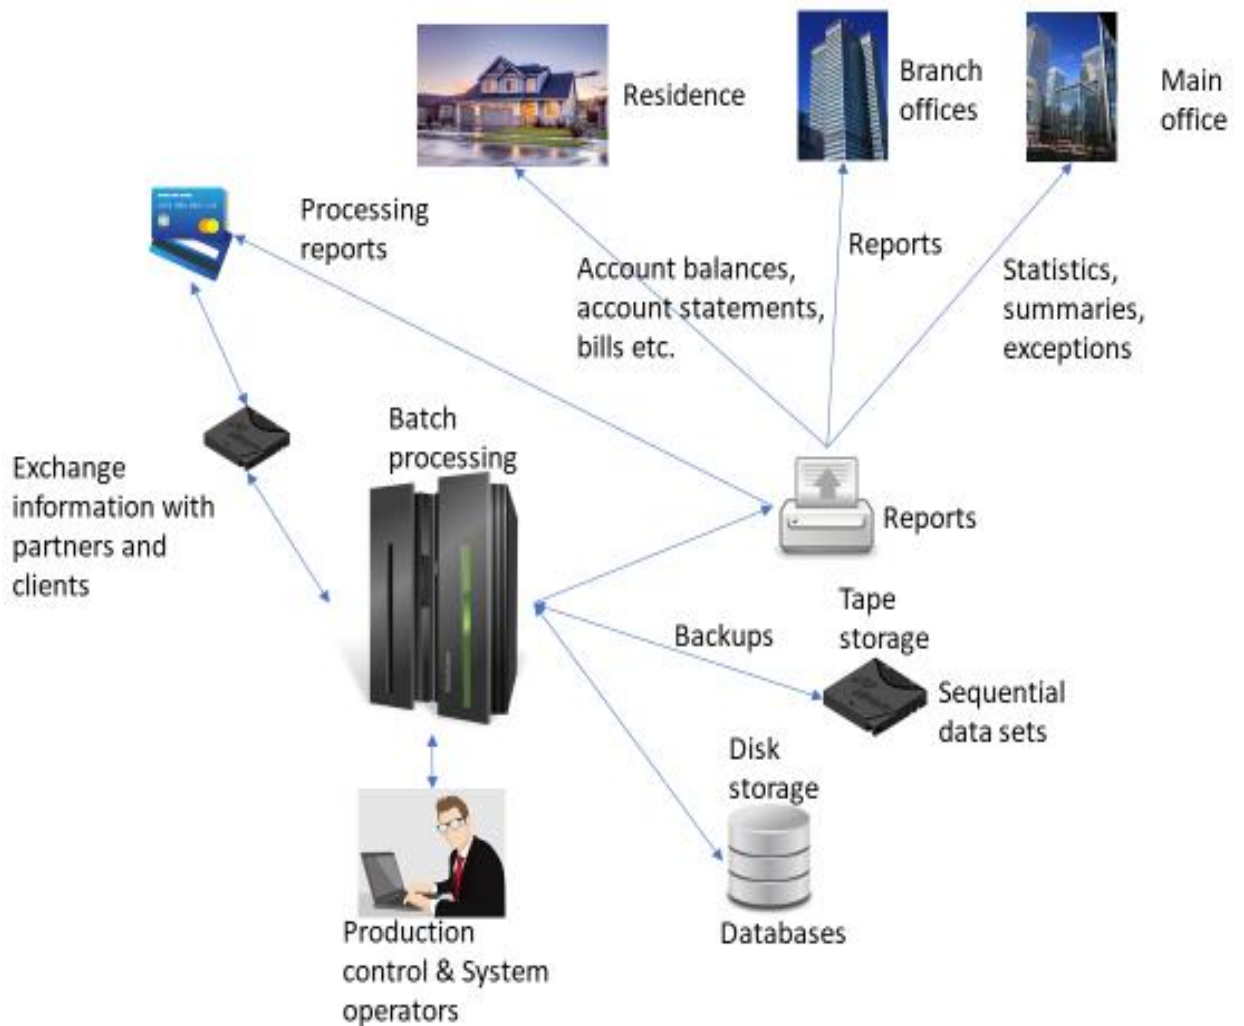 Residence
Branch
offices
Main
office
Processing
reports
Account balances,
account statements,
bills etc.
Reports
Statistics,
summaries,
exceptions
Batch
processing
Exchange
information with
partners and
clients
Reports
Tape
storage
Backups
Sequential
data sets
Disk
storage
Databases
Production
control & System
operators